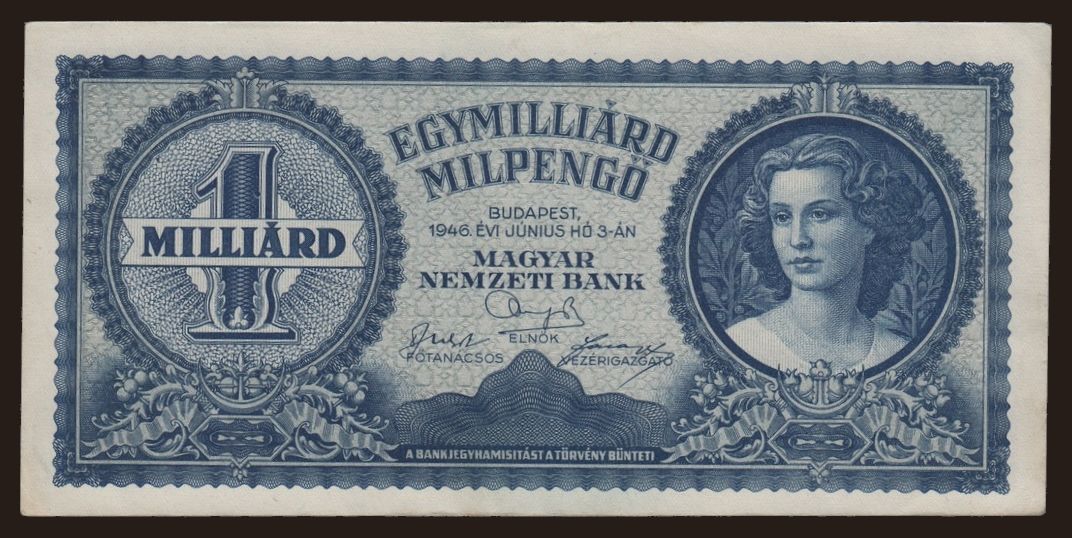 1
MILLIÁRD
EGYMILLIÁRD
MILPENGŐ
BUDAPEST,
1946. ÉVI JÚNIUS HÓ 3-ÁN
MAGYAR
NEMZETI BANK
ELNÖK
FŐTANÁCSOS
VEZÉRIGAZGATÓ
A BANKJEGYHAMISITÁST A TÖRVÉNY BÜNTETI